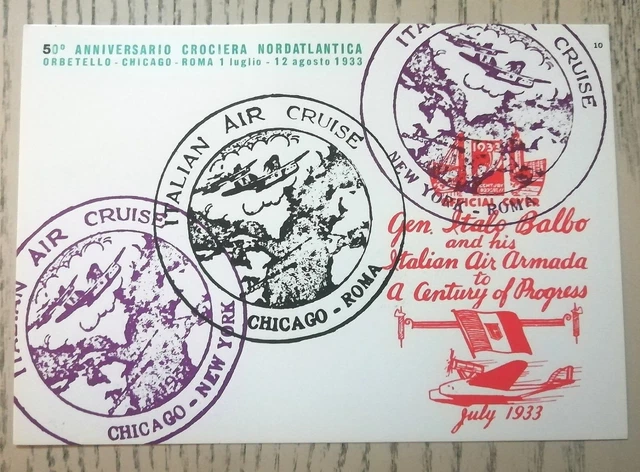 50º ANNIVERSARIO CROCIERA NORDATLANTICA
ORBETELLO - CHICAGO - ROMA 1 luglio - 12 agosto 1933
10
ITALIAN AIR CRUISE
NEW YORK - ROMA
ITALIAN AIR CRUISE
CHICAGO - ROMA
ITALIAN AIR CRUISE
CHICAGO - NEW YORK
1933
OFFICIAL COVER
Gen. Italo Balbo
and his
Italian Air Armada
to
A Century of Progress
July 1933